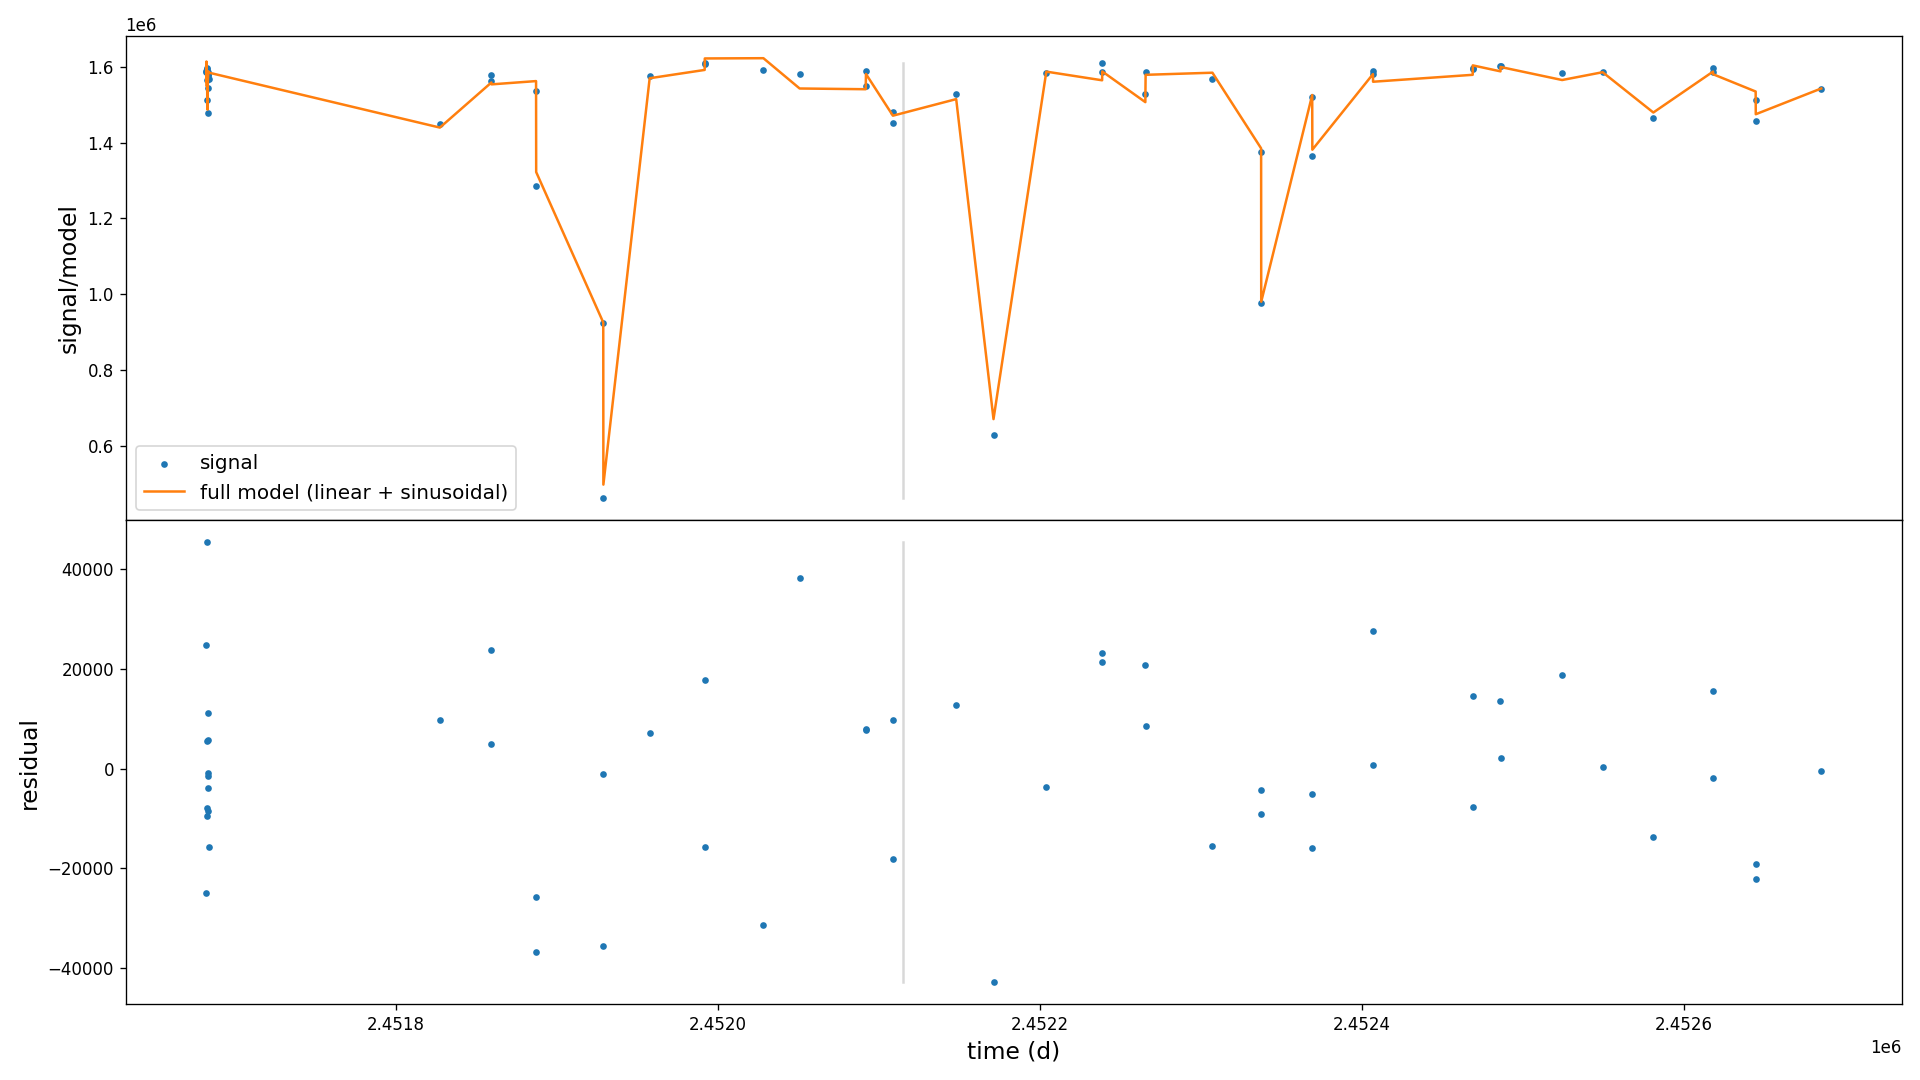 1e6
1.6
1.4
1.2
1.0
0.8
0.6
signal/model
signal
full model (linear + sinusoidal)
40000
20000
0
−20000
−40000
residual
2.4518
2.4520
2.4522
2.4524
2.4526
time (d)
1e6